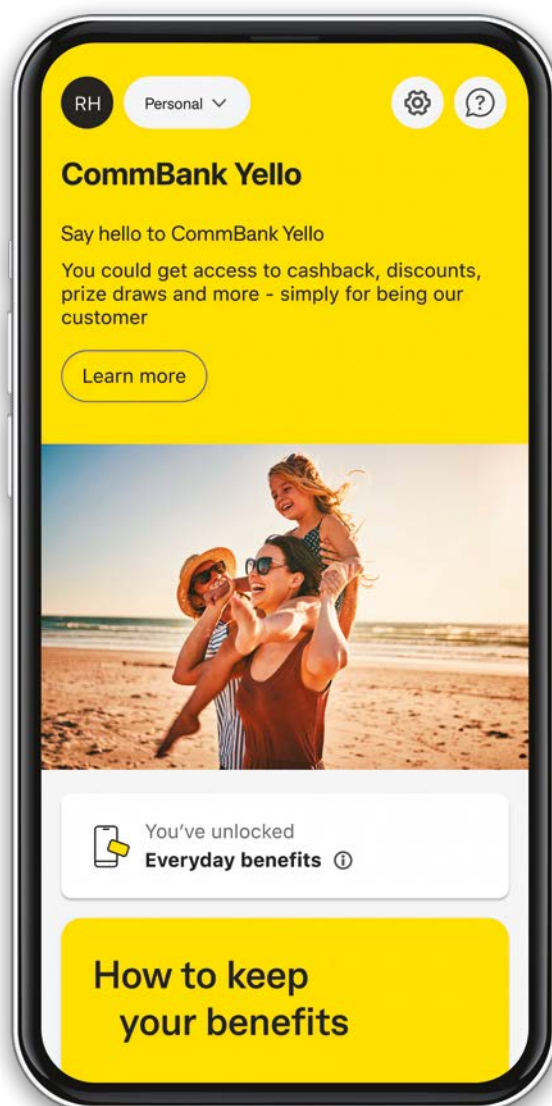 RH
Personal
CommBank Yello
Say hello to CommBank Yello
You could get access to cashback, discounts,
prize draws and more - simply for being our
customer
Learn more
You've unlocked
Everyday benefits
How to keep
your benefits